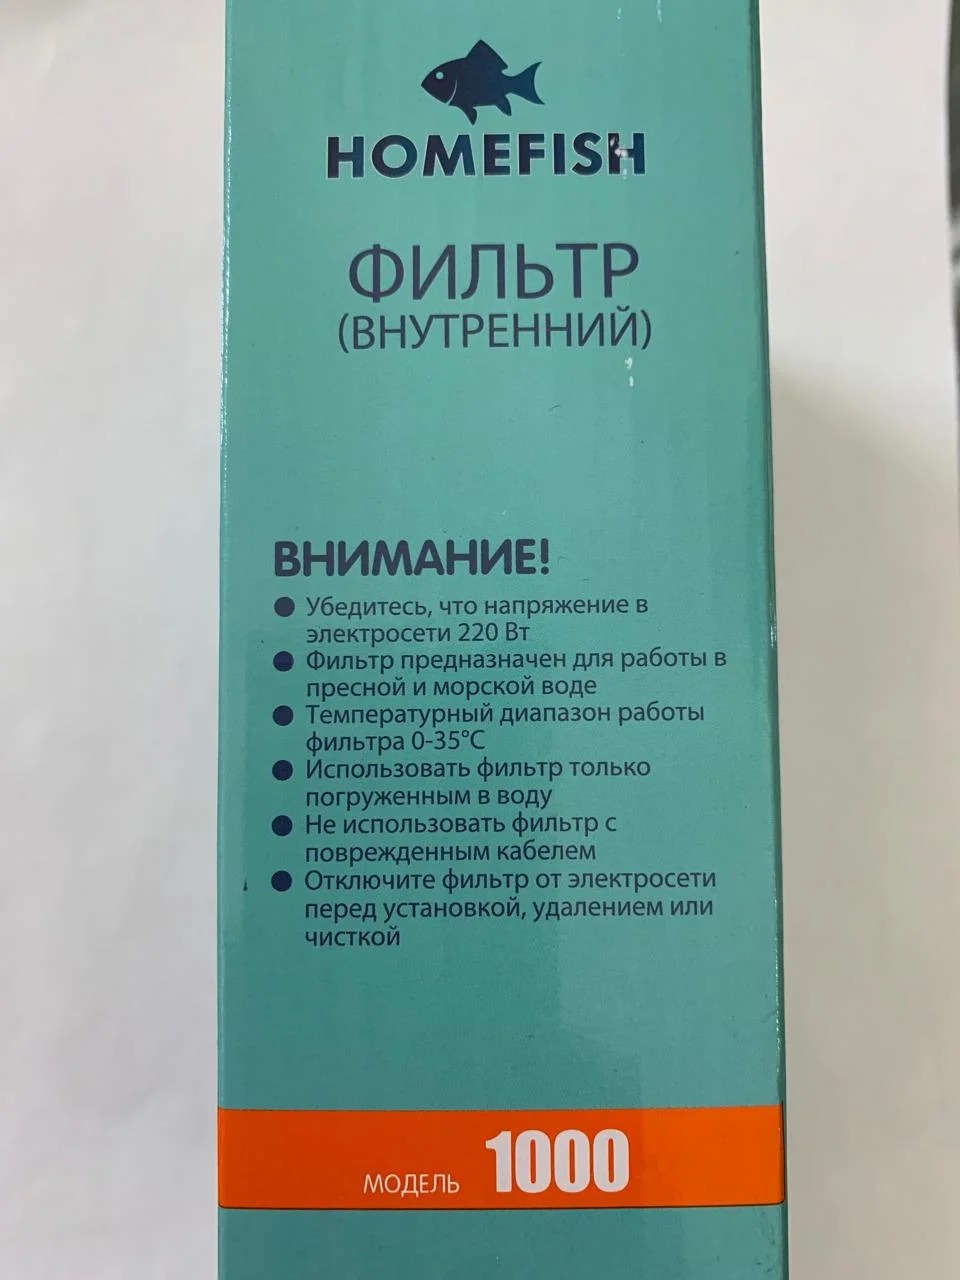 HOMEFISH
ФИЛЬТР
(ВНУТРЕННИЙ)
ВНИМАНИЕ!
● Убедитесь, что напряжение в
электросети 220 Вт
● Фильтр предназначен для работы в
пресной и морской воде
● Температурный диапазон работы
фильтра 0-35°C
● Использовать фильтр только
погруженным в воду
● Не использовать фильтр с
поврежденным кабелем
● Отключите фильтр от электросети
перед установкой, удалением или
чисткой
МОДЕЛЬ 1000